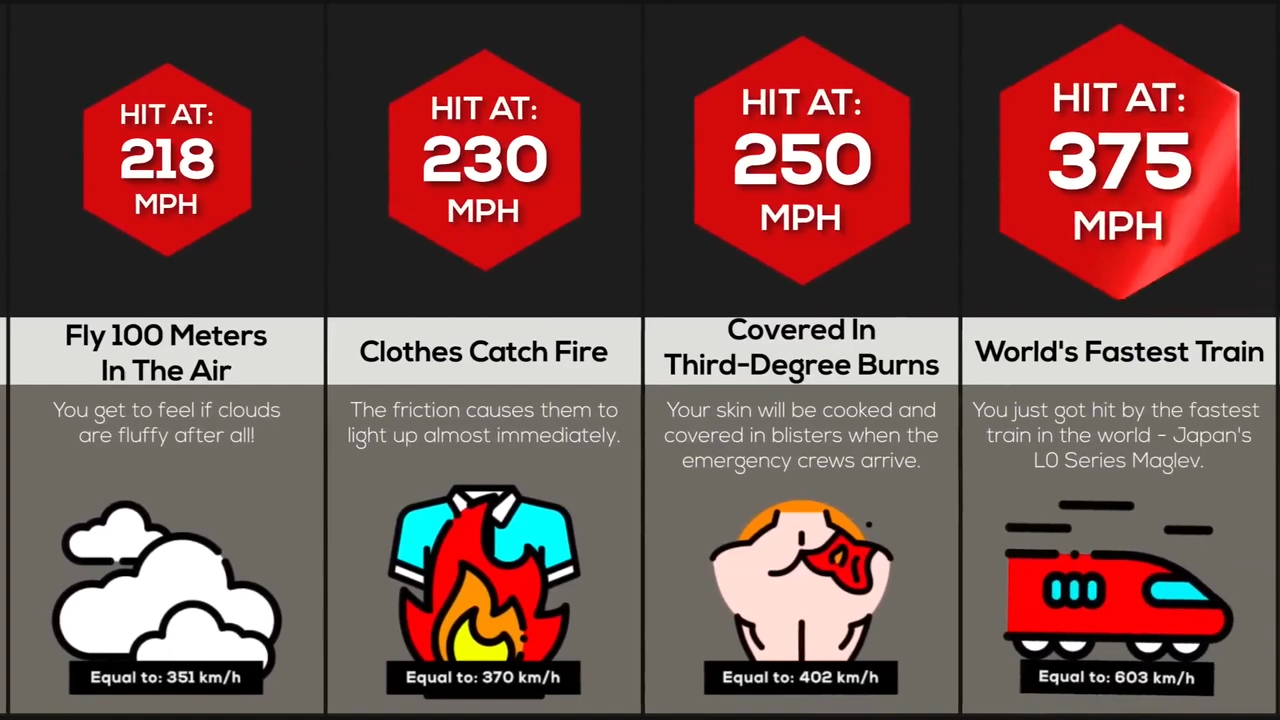 HIT AT:
218
MPH
Fly 100 Meters
In The Air
You get to feel if clouds
are fluffy after all!
Equal to: 351 km/h
HIT AT:
230
MPH
Clothes Catch Fire
The friction causes them to
light up almost immediately.
Equal to: 370 km/h
HIT AT:
250
MPH
Covered In
Third-Degree Burns
Your skin will be cooked and
covered in blisters when the
emergency crews arrive.
Equal to: 402 km/h
HIT AT:
375
MPH
World's Fastest Train
You just got hit by the fastest
train in the world - Japan's
L0 Series Maglev.
Equal to: 603 km/h